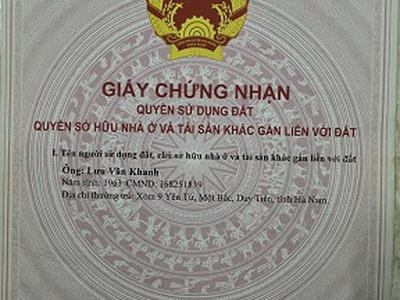 GIẤY CHỨNG NHẬN
QUYỀN SỬ DỤNG ĐẤT
QUYỀN SỞ HỮU NHÀ Ở VÀ TÀI SẢN KHÁC GẮN LIỀN VỚI ĐẤT
I. Tên người sử dụng đất, chủ sở hữu nhà ở và tài sản khác gắn liền với đất
Ông: Lưu Văn Khanh
Năm sinh: 1963 CMND: 168251839
Địa chỉ thường trú: Xóm 9 Yên Từ, Mộc Bắc, Duy Tiên, tỉnh Hà Nam.